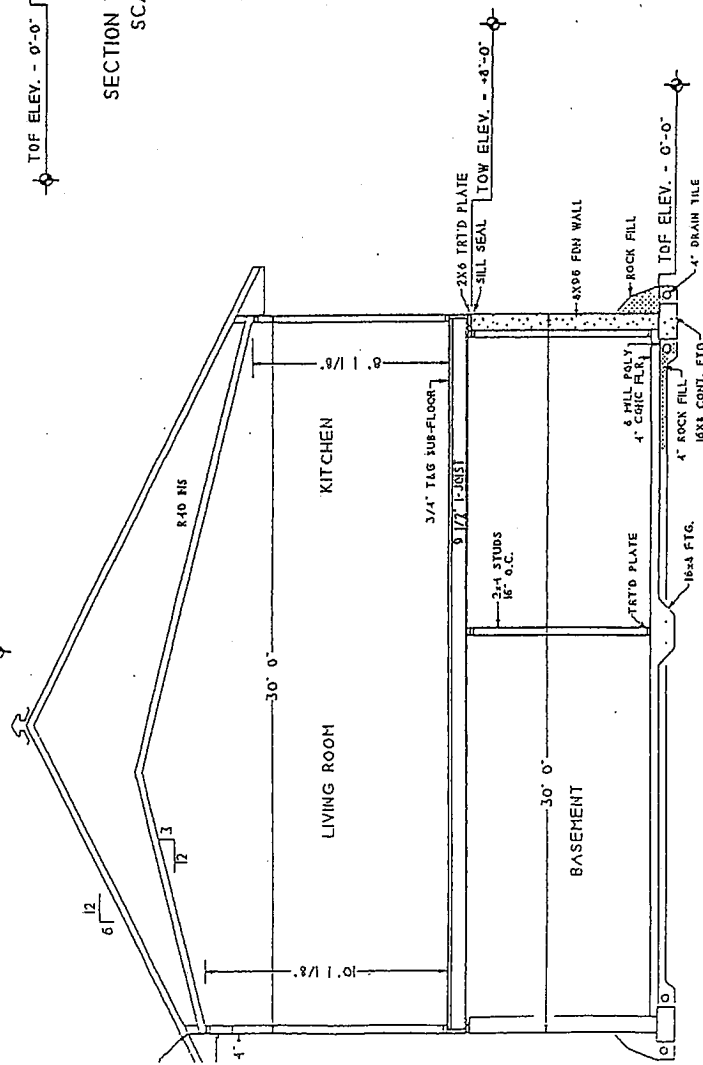 TOF ELEV. - 0'-0"
SECTION
SCA
12
6
R40 INS
3
12
10' 1 1/8"
8' 1 1/8"
LIVING ROOM
KITCHEN
30' 0"
4"
3/4" T&G SUB-FLOOR
9 1/2" I-JOIST
2X6 TRT'D PLATE
SILL SEAL
TOW ELEV. = +8'-0"
8X96 FDN WALL
ROCK FILL
2x4 STUDS
16" O.C.
30' 0"
BASEMENT
TRT'D PLATE
6 MILL POLY
4" CONC FLR.
TOF ELEV. - 0'-0"
4" DRAIN TILE
4" ROCK FILL
16X8 CONT. FTG
16x8 FTG.